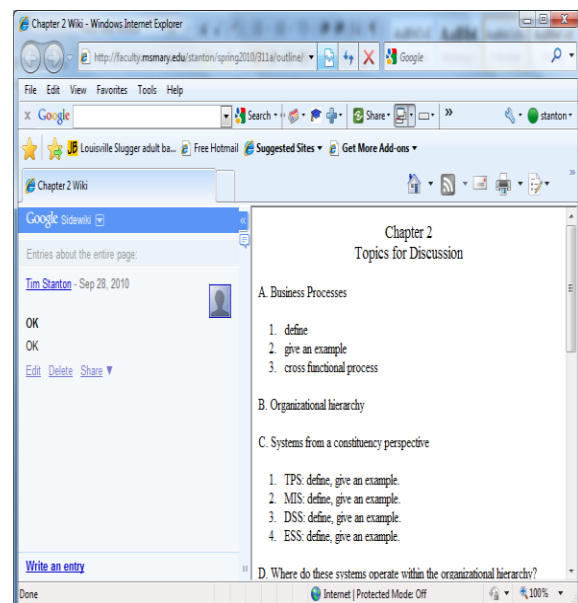 Chapter 2 Wiki - Windows Internet Explorer
http://faculty.msmary.edu/stanton/spring2010/311a/outline/
Google
File Edit View Favorites Tools Help
x Google Search Share » stanton
Louisville Slugger adult ba... Free Hotmail Suggested Sites Get More Add-ons
Chapter 2 Wiki »
Google Sidewiki «
Entries about the entire page:
Tim Stanton - Sep 28, 2010
OK
OK
Edit Delete Share
Write an entry
Chapter 2
Topics for Discussion
A. Business Processes
1. define
2. give an example
3. cross functional process
B. Organizational hierarchy
C. Systems from a constituency perspective
1. TPS: define, give an example.
2. MIS: define, give an example.
3. DSS: define, give an example.
4. ESS: define, give an example.
D. Where do these systems operate within the organizational hierarchy?
Done Internet | Protected Mode: Off 100%